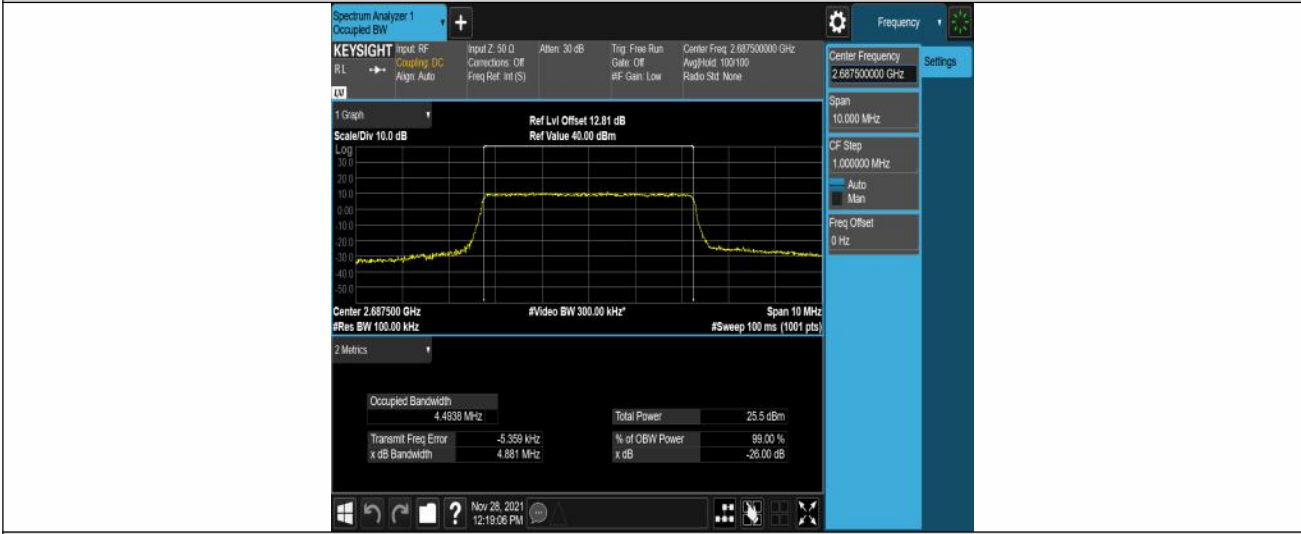 Spectrum Analyzer 1
Occupied BW
+
Frequency
KEYSIGHT
RL
Input: RF
Coupling: DC
Align: Auto
Input Z: 50 Ω
Corrections: Off
Freq Ref: Int (S)
Atten: 30 dB
Trig: Free Run
Gate: Off
#IF Gain: Low
Center Freq: 2.687500000 GHz
Avg|Hold: 100/100
Radio Std: None
LXI
1 Graph
Scale/Div 10.0 dB
Ref Lvl Offset 12.81 dB
Ref Value 40.00 dBm
Log
30.0
20.0
10.0
0.00
-10.0
-20.0
-30.0
-40.0
-50.0
Center 2.687500 GHz
#Res BW 100.00 kHz
#Video BW 300.00 kHz*
Span 10 MHz
#Sweep 100 ms (1001 pts)
2 Metrics
Occupied Bandwidth
4.4938 MHz
Total Power 25.5 dBm
Transmit Freq Error -5.359 kHz
% of OBW Power 99.00 %
x dB Bandwidth 4.881 MHz
x dB -26.00 dB
?
Nov 28, 2021
12:19:06 PM
Center Frequency
2.687500000 GHz
Settings
Span
10.000 MHz
CF Step
1.000000 MHz
Auto
Man
Freq Offset
0 Hz